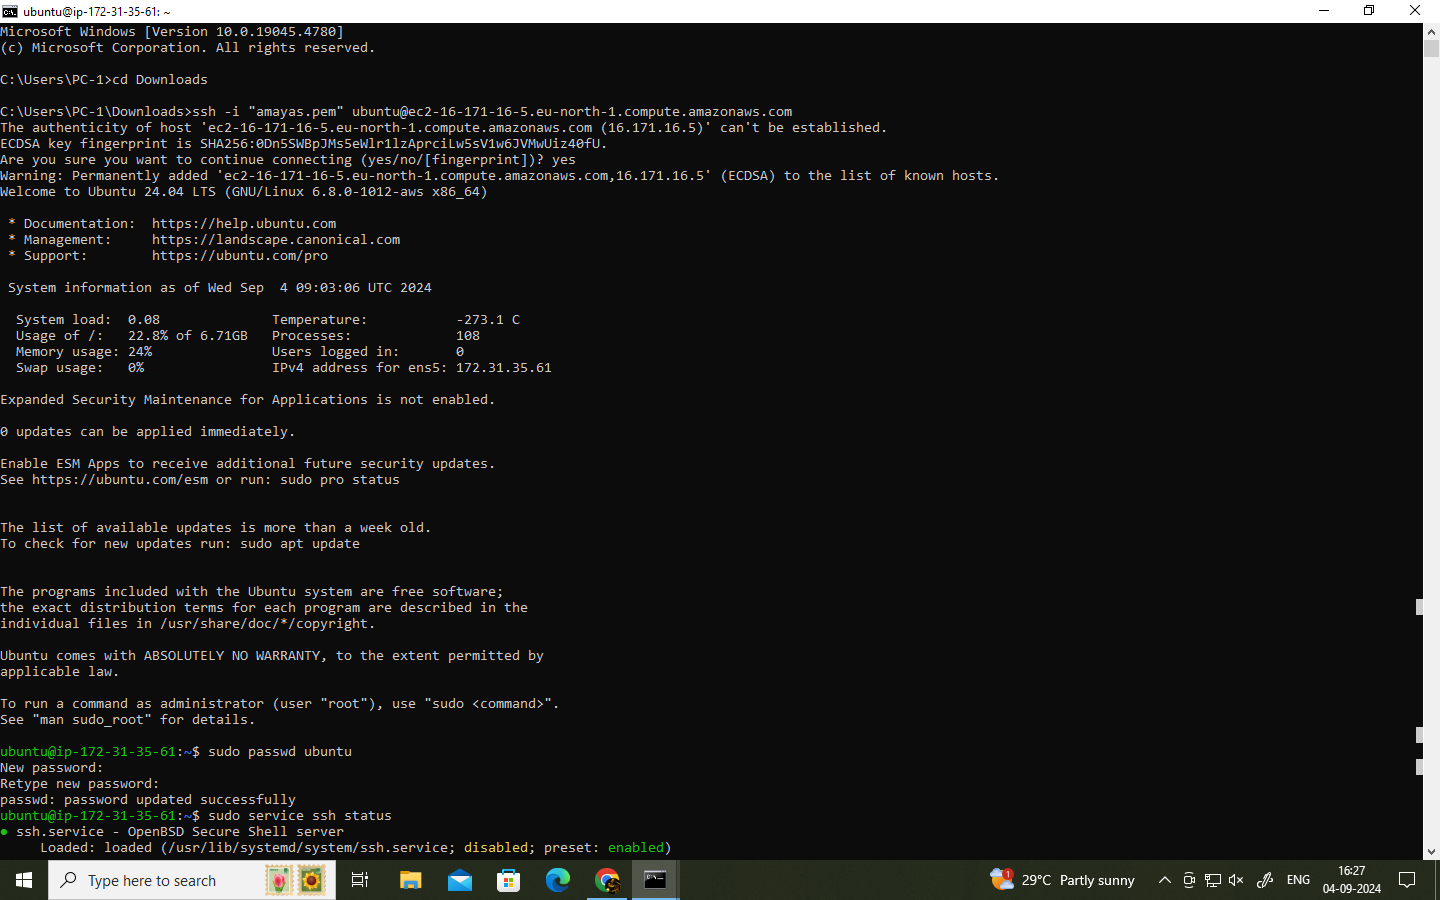 ubuntu@ip-172-31-35-61: ~
Microsoft Windows [Version 10.0.19045.4780]
(c) Microsoft Corporation. All rights reserved.
C:\Users\PC-1>cd Downloads
C:\Users\PC-1\Downloads>ssh -i "amayas.pem" ubuntu@ec2-16-171-16-5.eu-north-1.compute.amazonaws.com
The authenticity of host 'ec2-16-171-16-5.eu-north-1.compute.amazonaws.com (16.171.16.5)' can't be established.
ECDSA key fingerprint is SHA256:0Dn5SWBpJMs5eWlr1lzAprciLw5sV1w6JVMwUiz40fU.
Are you sure you want to continue connecting (yes/no/[fingerprint])? yes
Warning: Permanently added 'ec2-16-171-16-5.eu-north-1.compute.amazonaws.com,16.171.16.5' (ECDSA) to the list of known hosts.
Welcome to Ubuntu 24.04 LTS (GNU/Linux 6.8.0-1012-aws x86_64)
* Documentation:  https://help.ubuntu.com
* Management:     https://landscape.canonical.com
* Support:        https://ubuntu.com/pro
System information as of Wed Sep  4 09:03:06 UTC 2024
System load:  0.08              Temperature:           -273.1 C
Usage of /:   22.8% of 6.71GB   Processes:             108
Memory usage: 24%               Users logged in:       0
Swap usage:   0%                IPv4 address for ens5: 172.31.35.61
Expanded Security Maintenance for Applications is not enabled.
0 updates can be applied immediately.
Enable ESM Apps to receive additional future security updates.
See https://ubuntu.com/esm or run: sudo pro status
The list of available updates is more than a week old.
To check for new updates run: sudo apt update
The programs included with the Ubuntu system are free software;
the exact distribution terms for each program are described in the
individual files in /usr/share/doc/*/copyright.
Ubuntu comes with ABSOLUTELY NO WARRANTY, to the extent permitted by
applicable law.
To run a command as administrator (user "root"), use "sudo <command>".
See "man sudo_root" for details.
ubuntu@ip-172-31-35-61:~$ sudo passwd ubuntu
New password:
Retype new password:
passwd: password updated successfully
ubuntu@ip-172-31-35-61:~$ sudo service ssh status
● ssh.service - OpenBSD Secure Shell server
Loaded: loaded (/usr/lib/systemd/system/ssh.service; disabled; preset: enabled)
Type here to search
1
29°C Partly sunny
ENG
16:27
04-09-2024